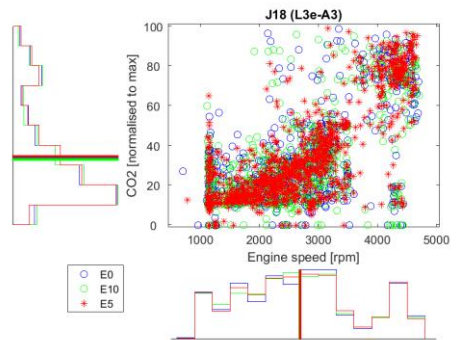 J18 (L3e-A3)
CO2 [normalised to max]
100
80
60
40
20
0
1000 2000 3000 4000 5000
Engine speed [rpm]
E0
E10
E5